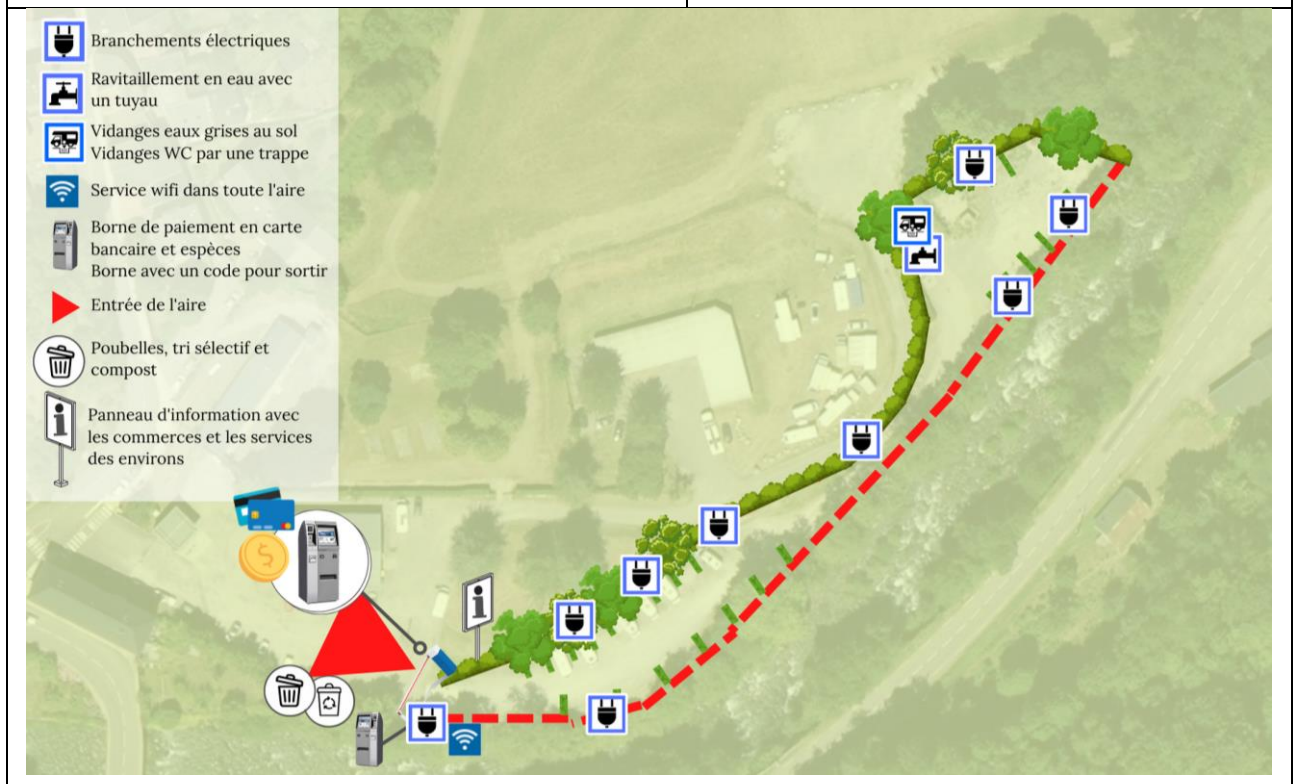 Branchements électriques
Ravitaillement en eau avec
un tuyau
Vidanges eaux grises au sol
Vidanges WC par une trappe
Service wifi dans toute l'aire
Borne de paiement en carte
bancaire et espèces
Borne avec un code pour sortir
Entrée de l'aire
Poubelles, tri sélectif et
compost
Panneau d'information avec
les commerces et les services
des environs